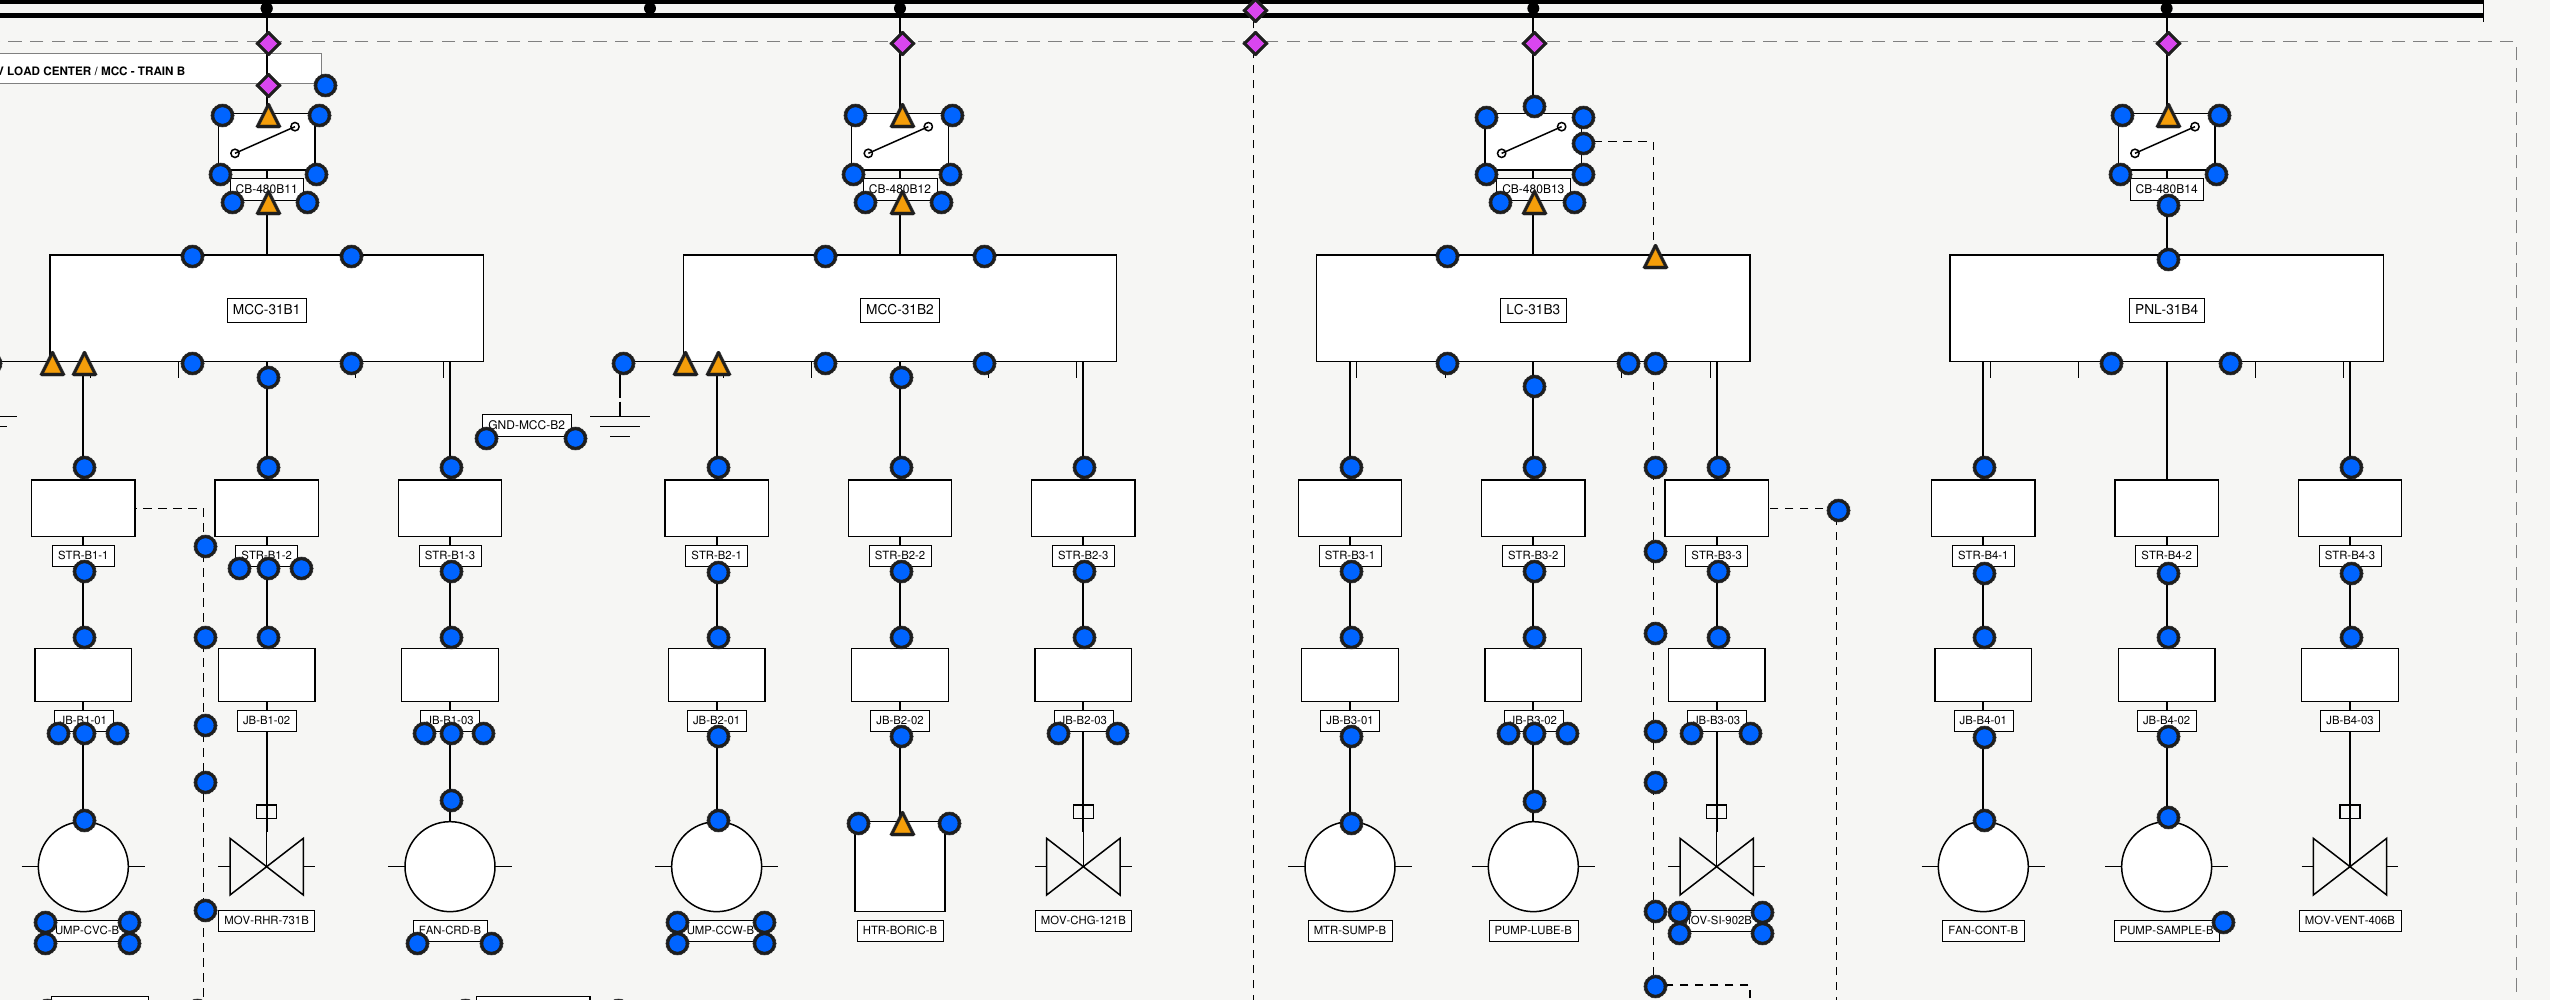 LOAD CENTER / MCC - TRAIN B
CB-480B11
CB-480B12
CB-480B13
CB-480B14
MCC-31B1
MCC-31B2
LC-31B3
PNL-31B4
GND-MCC-B2
STR-B1-1
STR-B1-2
STR-B1-3
STR-B2-1
STR-B2-2
STR-B2-3
STR-B3-1
STR-B3-2
STR-B3-3
STR-B4-1
STR-B4-2
STR-B4-3
JB-B1-01
JB-B1-02
JB-B1-03
JB-B2-01
JB-B2-02
JB-B2-03
JB-B3-01
JB-B3-02
JB-B3-03
JB-B4-01
JB-B4-02
JB-B4-03
UMP-CVC-B
MOV-RHR-731B
FAN-CRD-B
UMP-CCW-B
HTR-BORIC-B
MOV-CHG-121B
MTR-SUMP-B
PUMP-LUBE-B
OV-SI-902B
FAN-CONT-B
PUMP-SAMPLE-B
MOV-VENT-406B